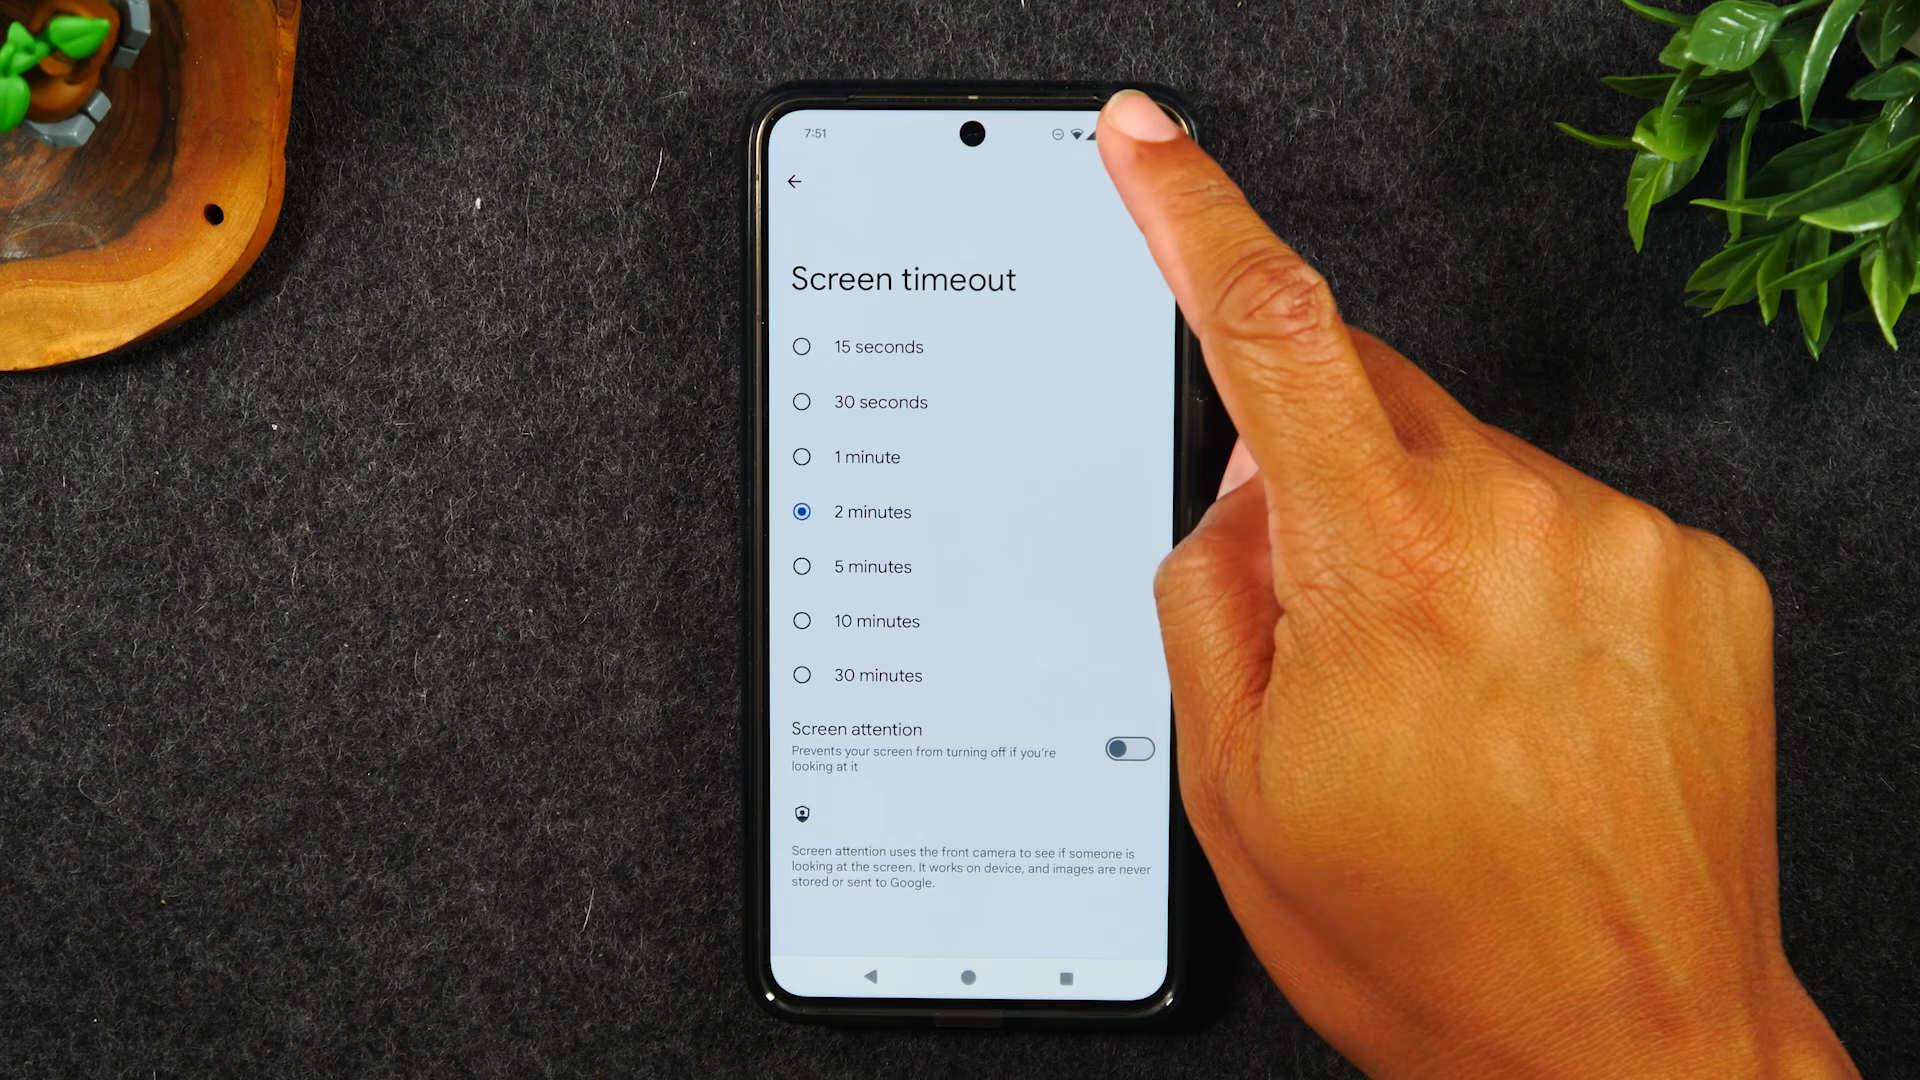 7:51
Screen timeout
15 seconds
30 seconds
1 minute
2 minutes
5 minutes
10 minutes
30 minutes
Screen attention
Prevents your screen from turning off if you're
looking at it
Screen attention uses the front camera to see if someone is
looking at the screen. It works on device, and images are never
stored or sent to Google.